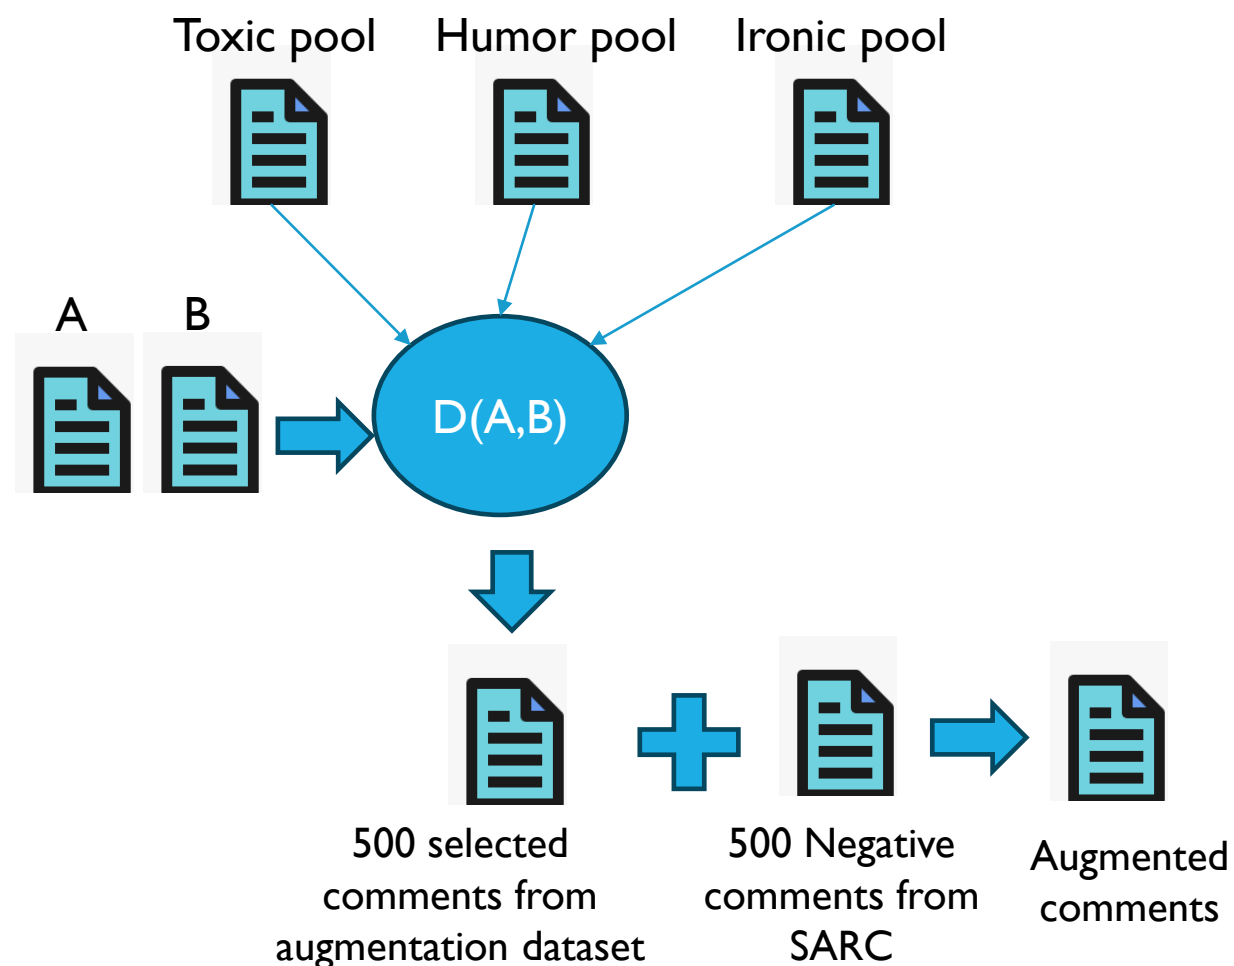 Toxic pool
Humor pool
Ironic pool
A
B
D(A,B)
500 selected
comments from
augmentation dataset
500 Negative
comments from
SARC
Augmented
comments